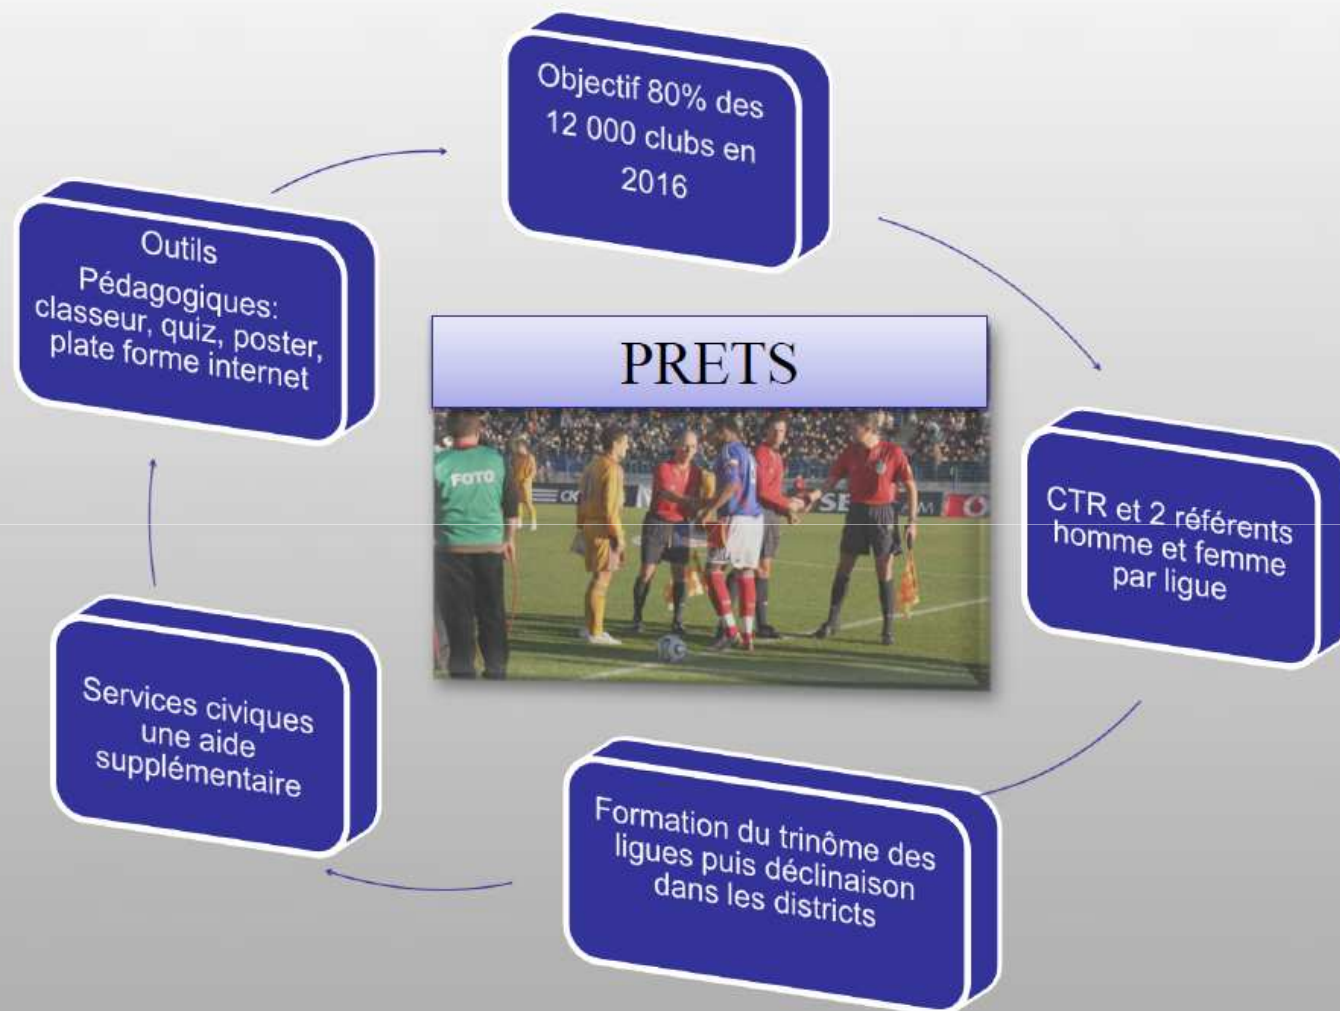 Objectif 80% des
12 000 clubs en
2016
Outils
Pédagogiques:
classeur, quiz, poster,
plate forme internet
PRETS
FOTO
CTR et 2 référents
homme et femme
par ligue
Services civiques
une aide
supplémentaire
Formation du trinôme des
ligues puis déclinaison
dans les districts